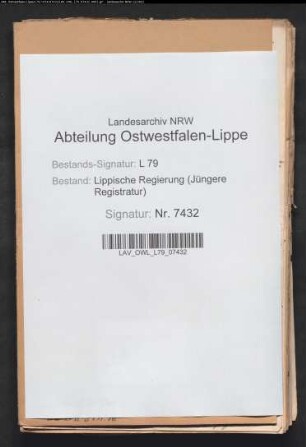 Landesarchiv NRW
Abteilung Ostwestfalen-Lippe
Bestands-Signatur: L 79
Bestand: Lippische Regierung (Jüngere
Registratur)
Signatur: Nr. 7432
LAV_OWL_L79_07432